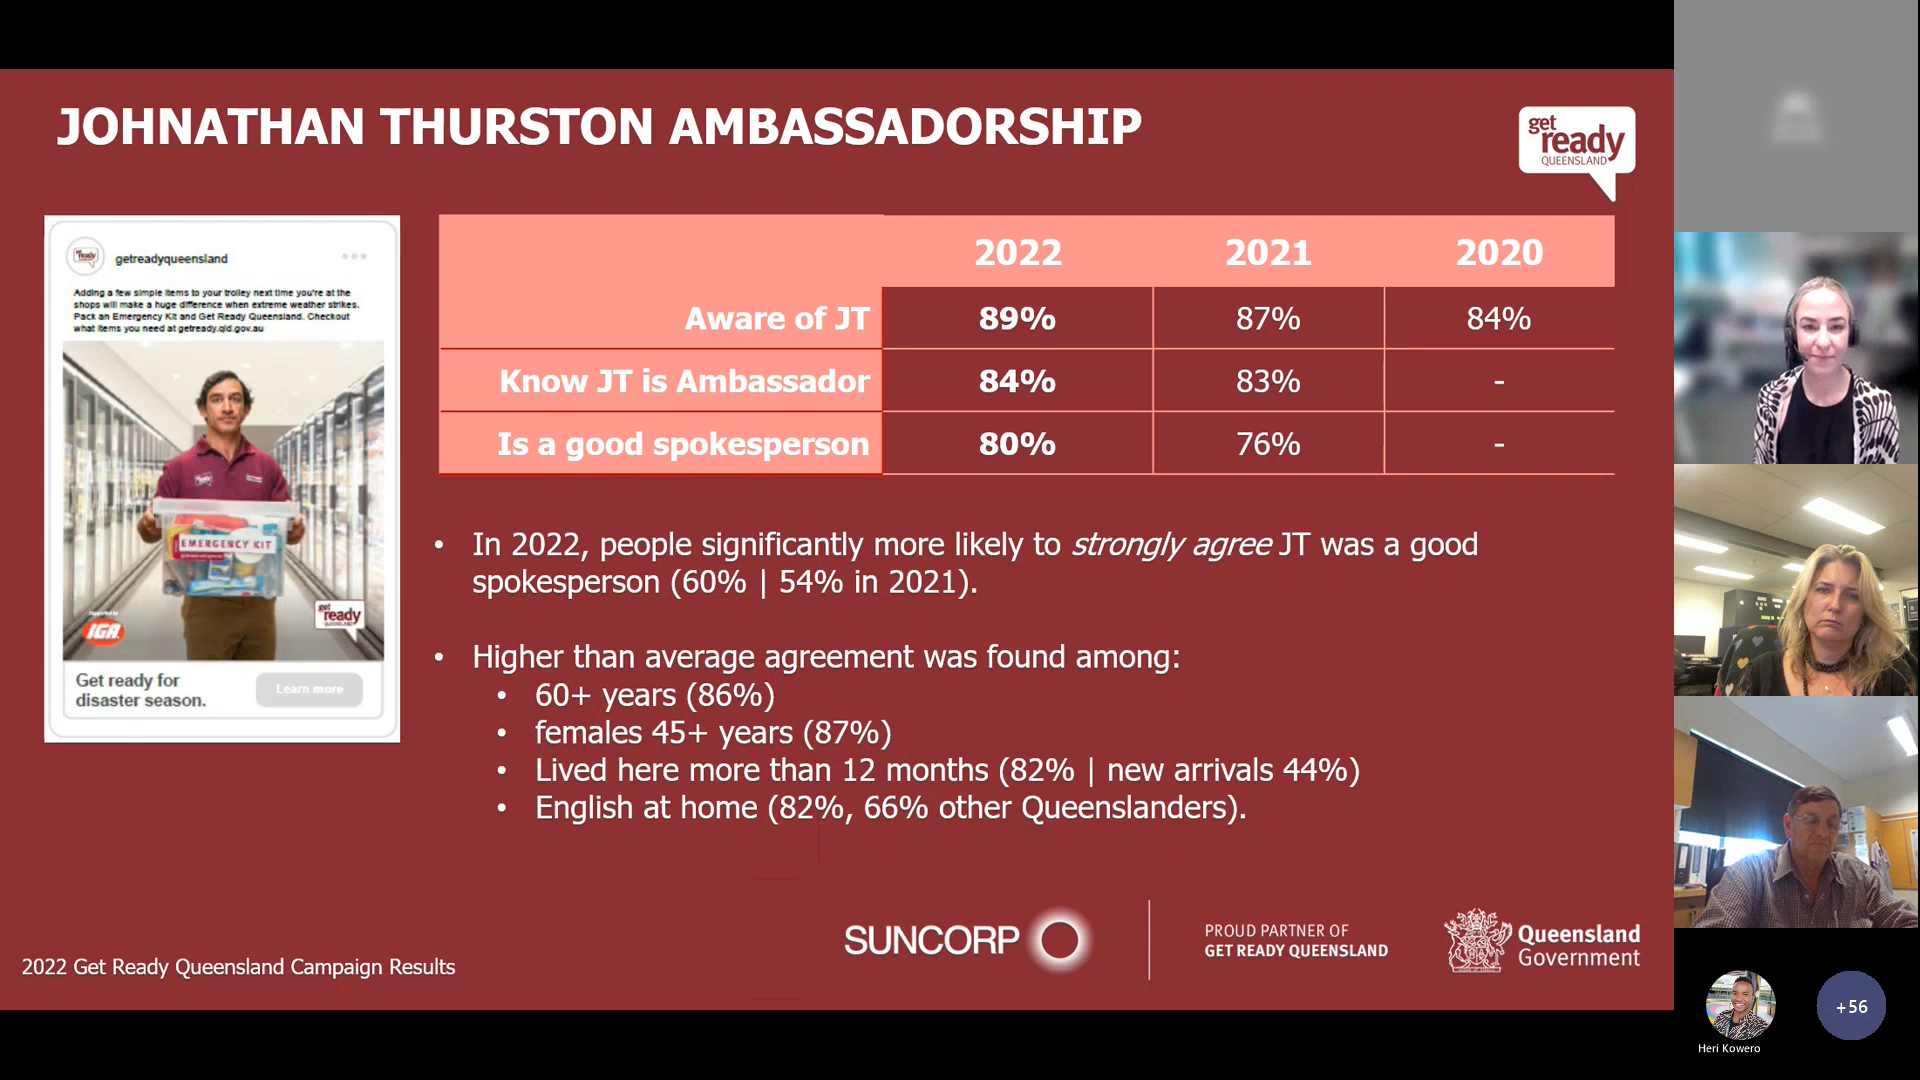 JOHNATHAN THURSTON AMBASSADORSHIP
get
ready
QUEENSLAND
getreadyqueensland
Adding a few simple items to your trolley next time you're at the
shops will make a huge difference when extreme weather strikes.
Pack an Emergency Kit and Get Ready Queensland. Checkout
what items you need at getready.qld.gov.au
EMERGENCY KIT
Supported by
IGA
get
ready
QUEENSLAND
Get ready for
disaster season.
Learn more
2022 2021 2020
Aware of JT 89% 87% 84%
Know JT is Ambassador 84% 83% -
Is a good spokesperson 80% 76% -
• In 2022, people significantly more likely to strongly agree JT was a good
spokesperson (60% | 54% in 2021).
• Higher than average agreement was found among:
• 60+ years (86%)
• females 45+ years (87%)
• Lived here more than 12 months (82% | new arrivals 44%)
• English at home (82%, 66% other Queenslanders).
2022 Get Ready Queensland Campaign Results
SUNCORP
PROUD PARTNER OF
GET READY QUEENSLAND
Queensland
Government
Heri Kowero
+56